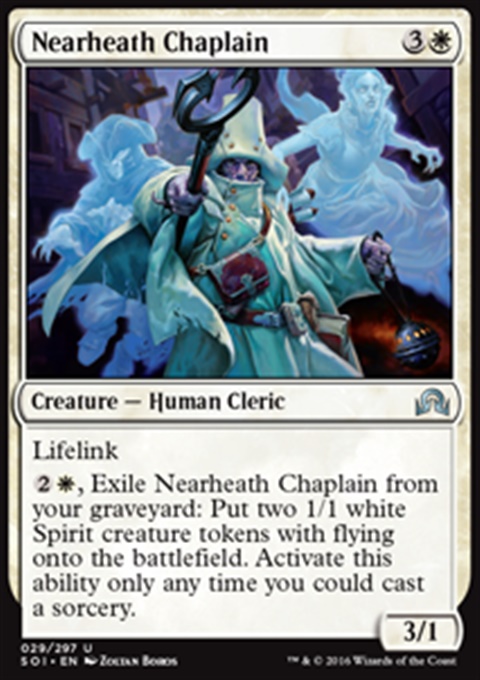 Nearheath Chaplain 3
Creature — Human Cleric
Lifelink
2, Exile Nearheath Chaplain from
your graveyard: Put two 1/1 white
Spirit creature tokens with flying
onto the battlefield. Activate this
ability only any time you could cast
a sorcery.
3/1
029/297 U
SOI • EN Zoltan Boros
™ & © 2016 Wizards of the Coast